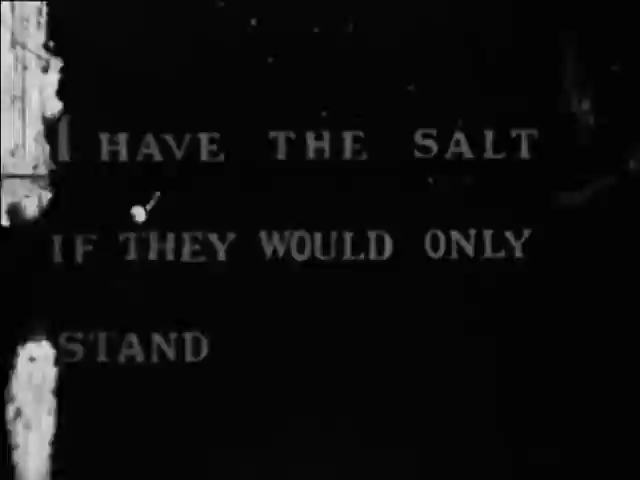 I HAVE THE SALT
IF THEY WOULD ONLY
STAND